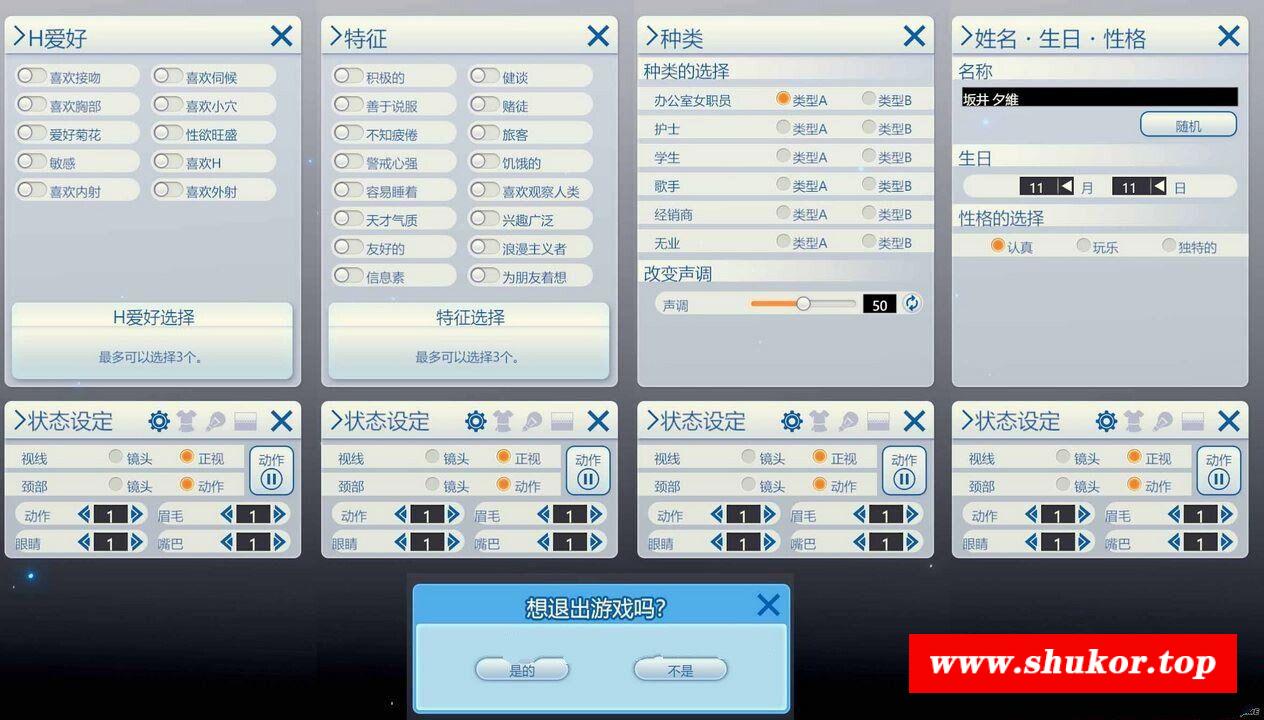 H爱好
喜欢接吻 喜欢伺候
喜欢胸部 喜欢小穴
爱好菊花 性欲旺盛
敏感 喜欢H
喜欢内射 喜欢外射
H爱好选择
最多可以选择3个。
特征
积极的 健谈
善于说服 赌徒
不知疲倦 旅客
警戒心强 饥饿的
容易睡着 喜欢观察人类
天才气质 兴趣广泛
友好的 浪漫主义者
信息素 为朋友着想
特征选择
最多可以选择3个。
种类
种类的选择
办公室女职员 类型A 类型B
护士 类型A 类型B
学生 类型A 类型B
歌手 类型A 类型B
经销商 类型A 类型B
无业 类型A 类型B
改变声调
声调 50
姓名·生日·性格
名称
坂井 夕維
随机
生日
11 月 11 日
性格的选择
认真 玩乐 独特的
状态设定
视线 镜头 正视
颈部 镜头 动作
动作
动作 1 眉毛 1
眼睛 1 嘴巴 1
状态设定
视线 镜头 正视
颈部 镜头 动作
动作
动作 1 眉毛 1
眼睛 1 嘴巴 1
状态设定
视线 镜头 正视
颈部 镜头 动作
动作
动作 1 眉毛 1
眼睛 1 嘴巴 1
状态设定
视线 镜头 正视
颈部 镜头 动作
动作
动作 1 眉毛 1
眼睛 1 嘴巴 1
想退出游戏吗?
是的 不是
www.shukor.top